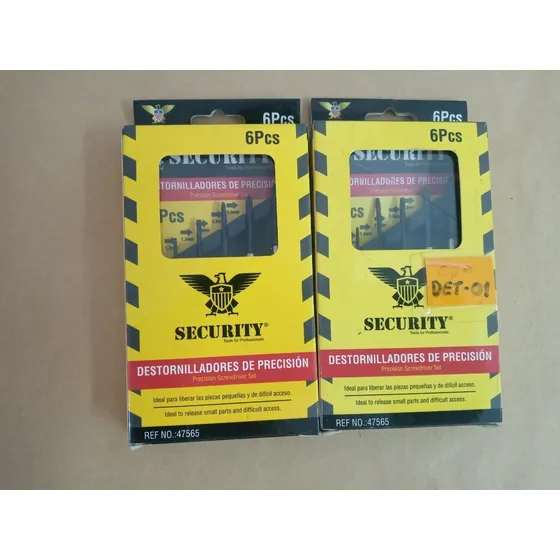 6Pcs
6Pcs
SECURITY
DESTORNILLADORES DE PRECISIÓN
Precision Screwdriver Set
Pcs
SECURITY®
Tools for Professionals
DESTORNILLADORES DE PRECISIÓN
Precision Screwdriver Set
Ideal para liberar las piezas pequeñas y de difícil acceso.
Ideal to release small parts and difficult access.
REF NO.:47565
6Pcs
6Pcs
SECURITY
TORNILLADORES DE PRECISIÓN
DET-01
SECURITY®
Tools for Professionals
DESTORNILLADORES DE PRECISIÓN
Precision Screwdriver Set
Ideal para liberar las piezas pequeñas y de difícil acceso.
Ideal to release small parts and difficult access.
REF NO.:47565